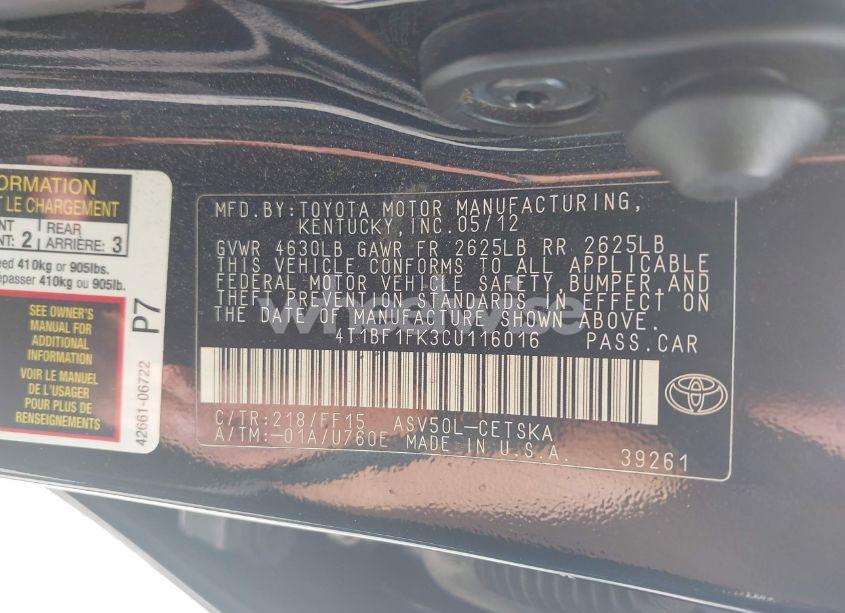 ORMATION
LE CHARGEMENT
NT: 2 REAR
ARRIÈRE: 3
eed 410kg or 905lbs.
épasser 410kg ou 905lb.
SEE OWNER'S
MANUAL FOR
ADDITIONAL
INFORMATION
VOIR LE MANUEL
DE L'USAGER
POUR PLUS DE
RENSEIGNEMENTS
P7
42661-06722
MFD.BY:TOYOTA MOTOR MANUFACTURING,
KENTUCKY,INC.05/12
GVWR 4630LB GAWR FR 2625LB RR 2625LB
THIS VEHICLE CONFORMS TO ALL APPLICABLE
FEDERAL MOTOR VEHICLE SAFETY,BUMPER,AND
THEFT PREVENTION STANDARDS IN EFFECT ON
THE DATE OF MANUFACTURE SHOWN ABOVE.
4T1BF1FK3CU116016 PASS.CAR
C/TR:218/FF15 ASV50L-CETSKA
A/TM:-01A/U760E MADE IN U.S.A. 39261
wheelwise